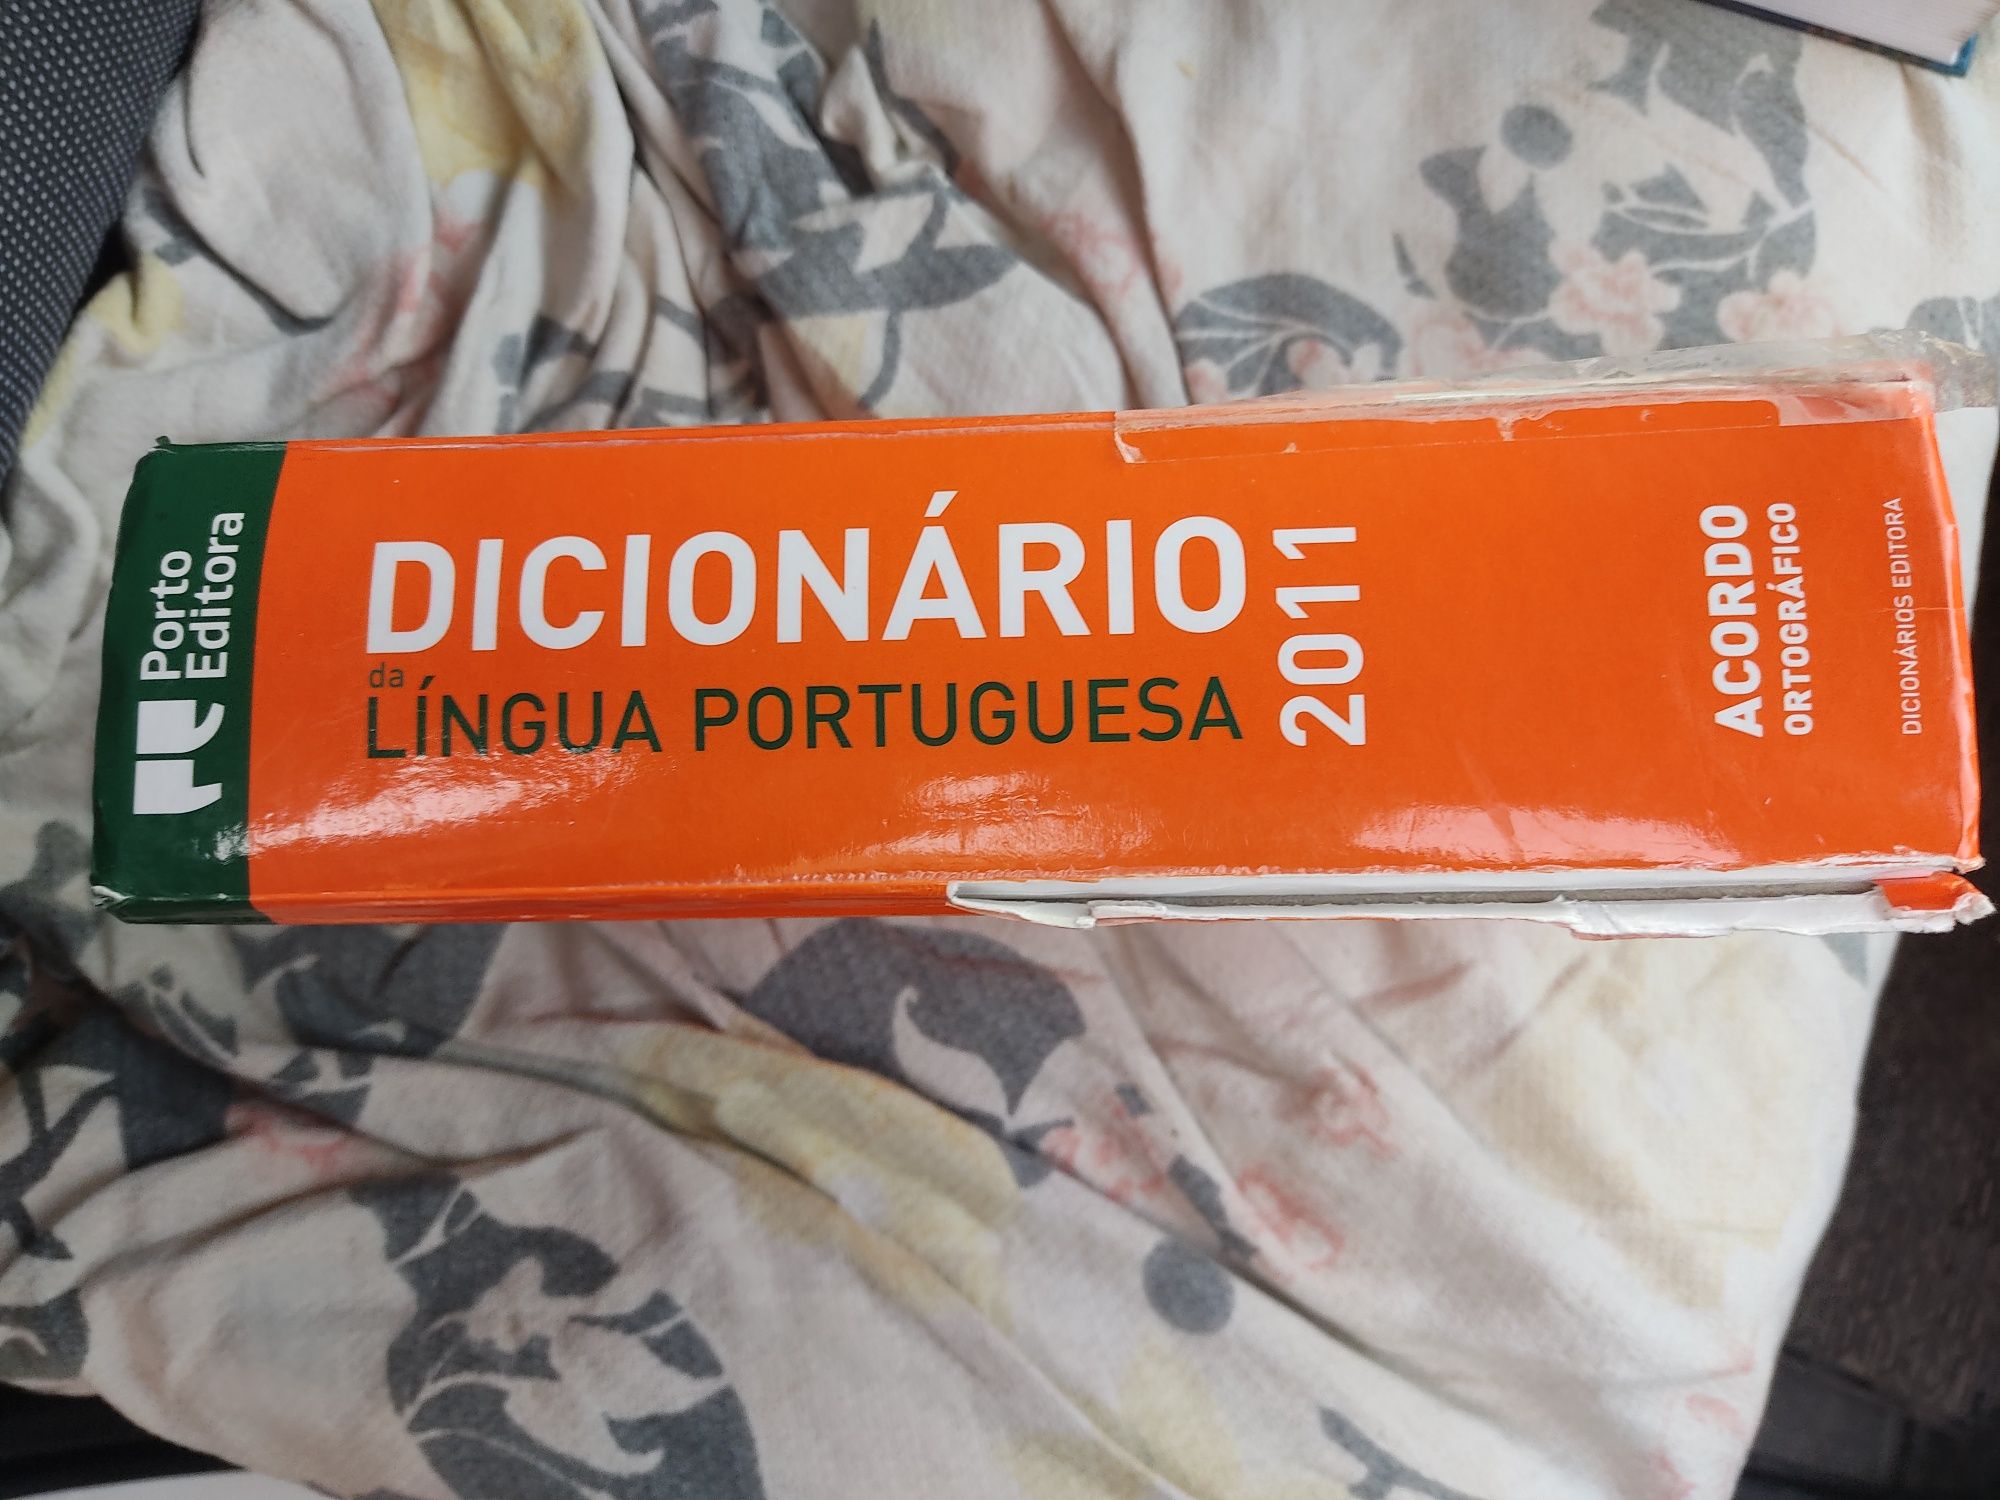 Porto
Editora
DICIONÁRIO
da
LÍNGUA PORTUGUESA
2011
ACORDO
ORTOGRÁFICO
DICIONÁRIOS EDITORA